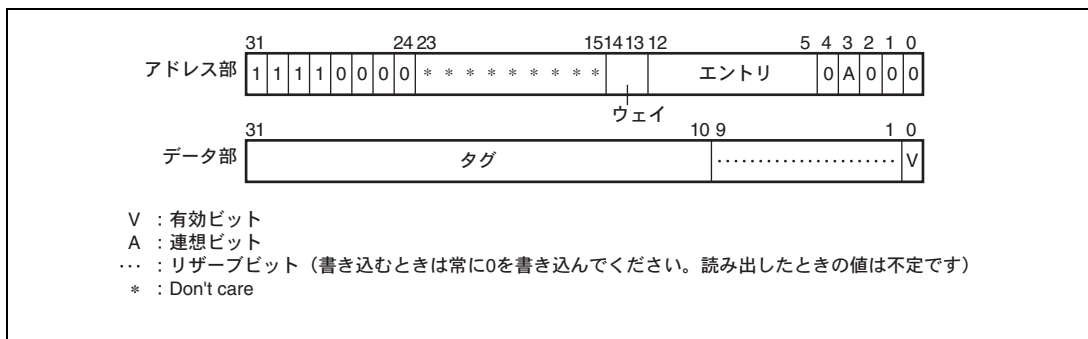 31 24 23 15 14 13 12 5 4 3 2 1 0
アドレス部 1 1 1 1 0 0 0 0 * * * * * * * * * エントリ 0 A 0 0 0
ウェイ
31 10 9 1 0
データ部 タグ ...................... V
V ：有効ビット
A ：連想ビット
… ：リザーブビット（書き込むときは常に0を書き込んでください。読み出したときの値は不定です）
* ：Don't care